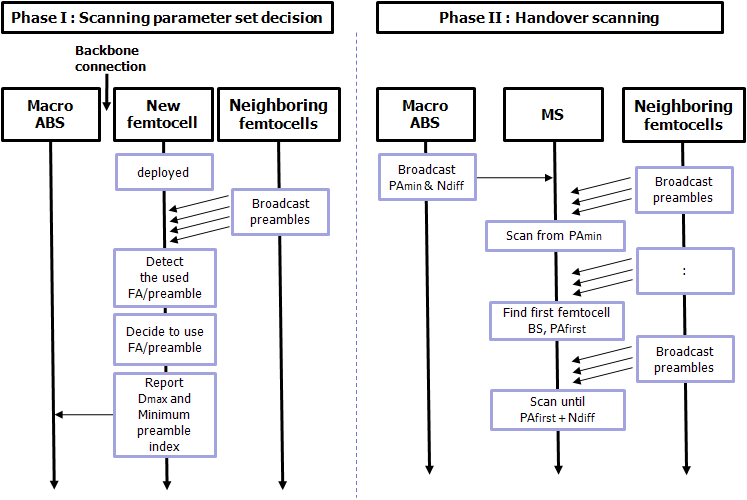 Phase I : Scanning parameter set decision
Backbone
connection
Macro
ABS
New
femtocell
Neighboring
femtocells
deployed
Broadcast
preambles
Detect
the used
FA/preamble
Decide to use
FA/preamble
Report
Dmax and
Minimum
preamble
index
Phase II : Handover scanning
Macro
ABS
MS
Neighboring
femtocells
Broadcast
PAmin & Ndiff
Broadcast
preambles
Scan from PAmin
:
Find first femtocell
BS, PAfirst
Broadcast
preambles
Scan until
PAfirst + Ndiff